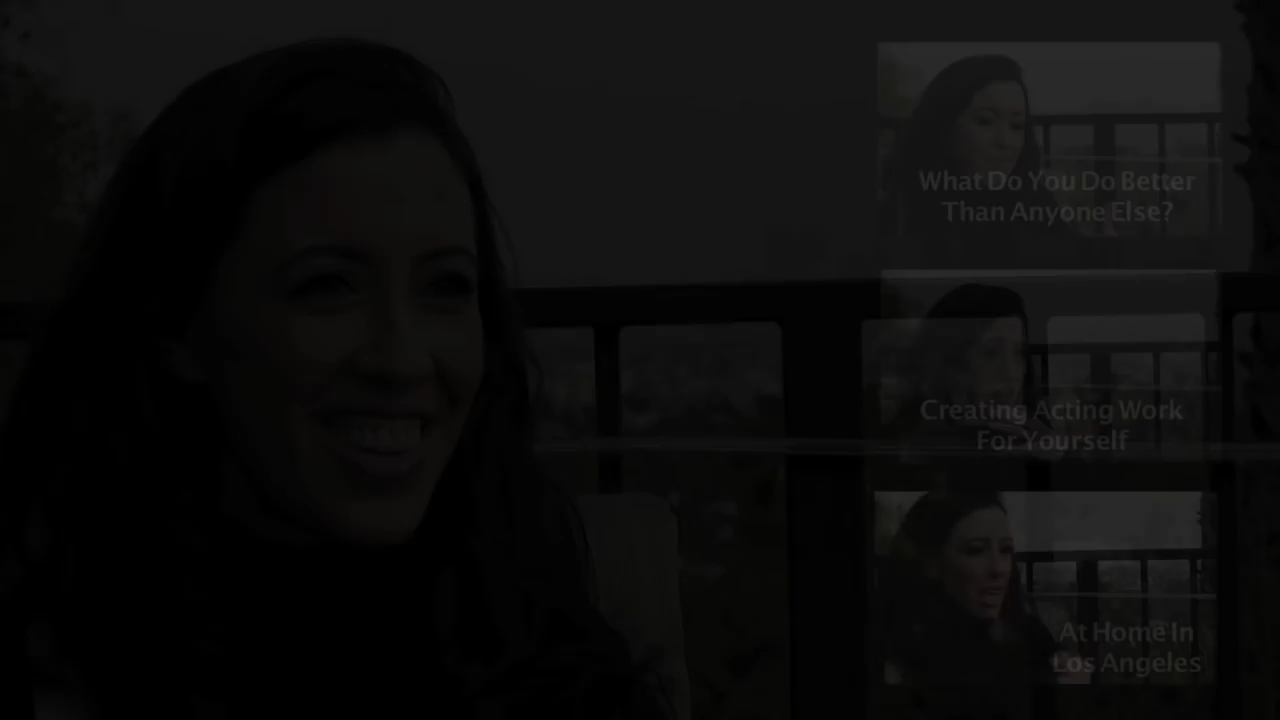 What Do You Do Better
Than Anyone Else?
Creating Acting Work
For Yourself
At Home In
Los Angeles